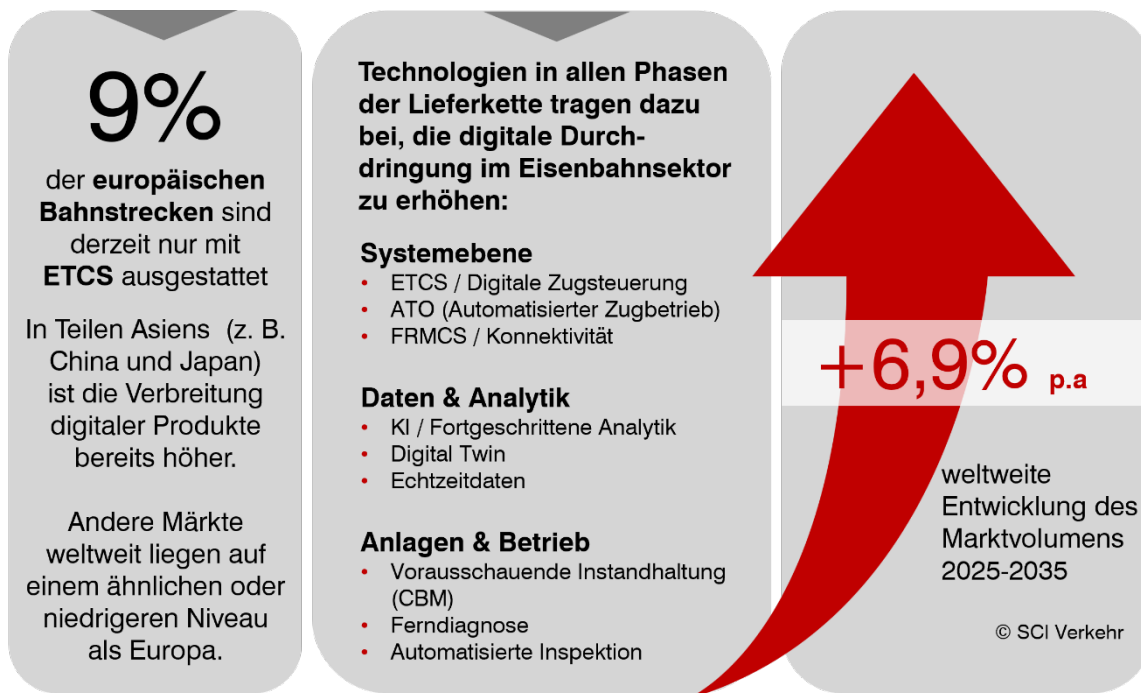 9%
der europäischen
Bahnstrecken sind
derzeit nur mit
ETCS ausgestattet
In Teilen Asiens (z. B.
China und Japan)
ist die Verbreitung
digitaler Produkte
bereits höher.
Andere Märkte
weltweit liegen auf
einem ähnlichen oder
niedrigeren Niveau
als Europa.
Technologien in allen Phasen
der Lieferkette tragen dazu
bei, die digitale Durch-
dringung im Eisenbahnsektor
zu erhöhen:
Systemebene
• ETCS / Digitale Zugsteuerung
• ATO (Automatisierter Zugbetrieb)
• FRMCS / Konnektivität
Daten & Analytik
• KI / Fortgeschrittene Analytik
• Digital Twin
• Echtzeitdaten
Anlagen & Betrieb
• Vorausschauende Instandhaltung
(CBM)
• Ferndiagnose
• Automatisierte Inspektion
+6,9% p.a
weltweite
Entwicklung des
Marktvolumens
2025-2035
© SCI Verkehr